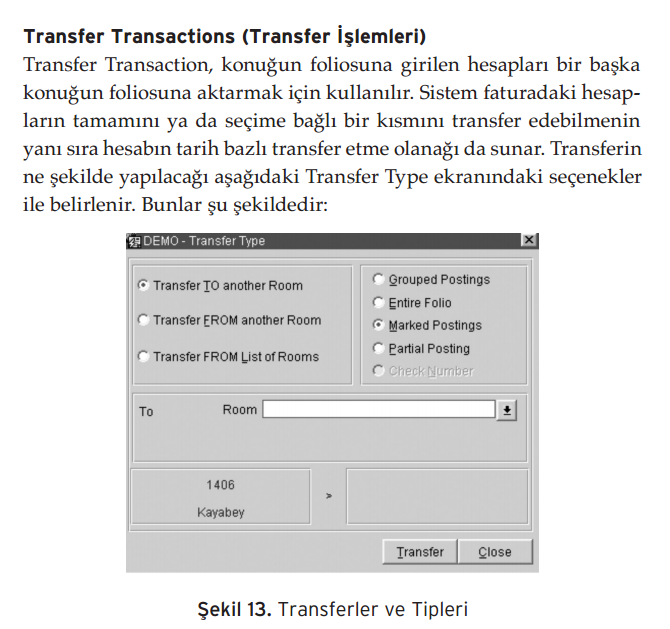 Transfer Transactions (Transfer İşlemleri)
Transfer Transaction, konuğun foliosuna girilen hesapları bir başka
konuğun foliosuna aktarmak için kullanılır. Sistem faturadaki hesap-
ların tamamını ya da seçime bağlı bir kısmını transfer edebilmenin
yanı sıra hesabın tarih bazlı transfer etme olanağı da sunar. Transferin
ne şekilde yapılacağı aşağıdaki Transfer Type ekranındaki seçenekler
ile belirlenir. Bunlar şu şekildedir:
DEMO - Transfer Type
Transfer TO another Room
Transfer FROM another Room
Transfer FROM List of Rooms
Grouped Postings
Entire Folio
Marked Postings
Partial Posting
Check Number
To Room
1406
>
Kayabey
Transfer Close
Şekil 13. Transferler ve Tipleri